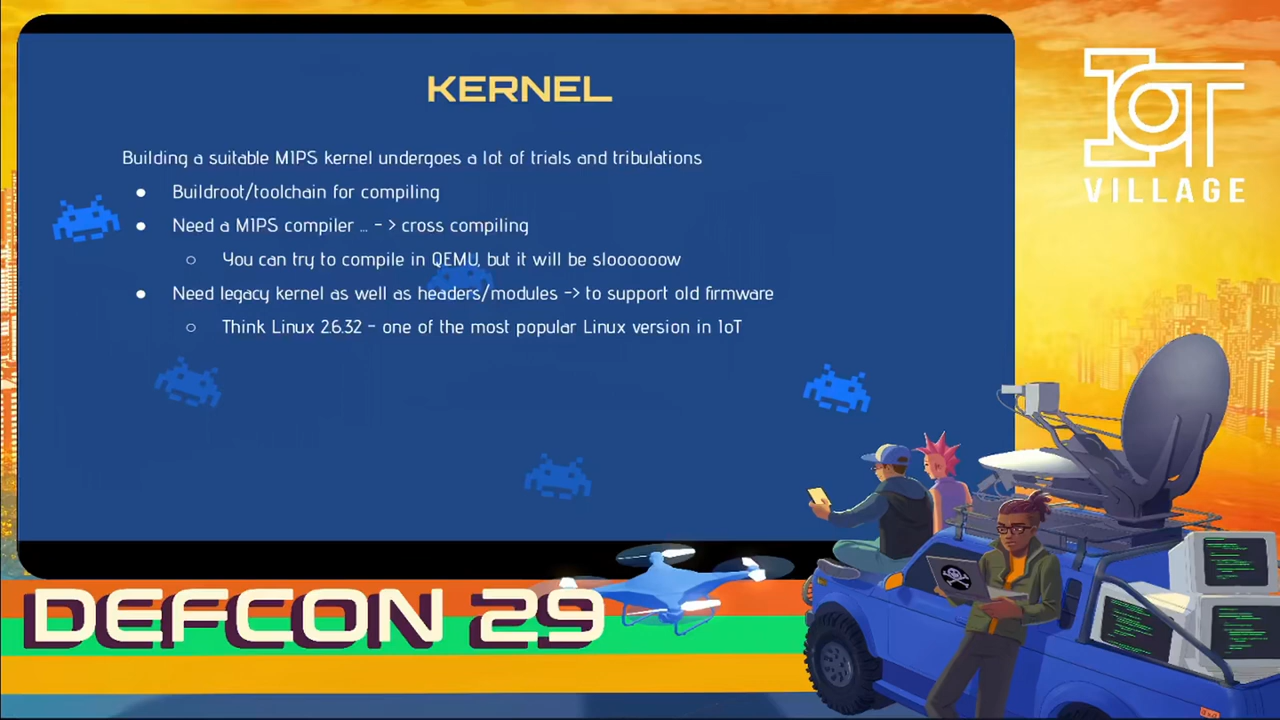 KERNEL
Building a suitable MIPS kernel undergoes a lot of trials and tribulations
● Buildroot/toolchain for compiling
● Need a MIPS compiler ... - > cross compiling
○ You can try to compile in QEMU, but it will be sloooooow
● Need legacy kernel as well as headers/modules -> to support old firmware
○ Think Linux 2.6.32 - one of the most popular Linux version in IoT
IOT
VILLAGE
DEFCON 29